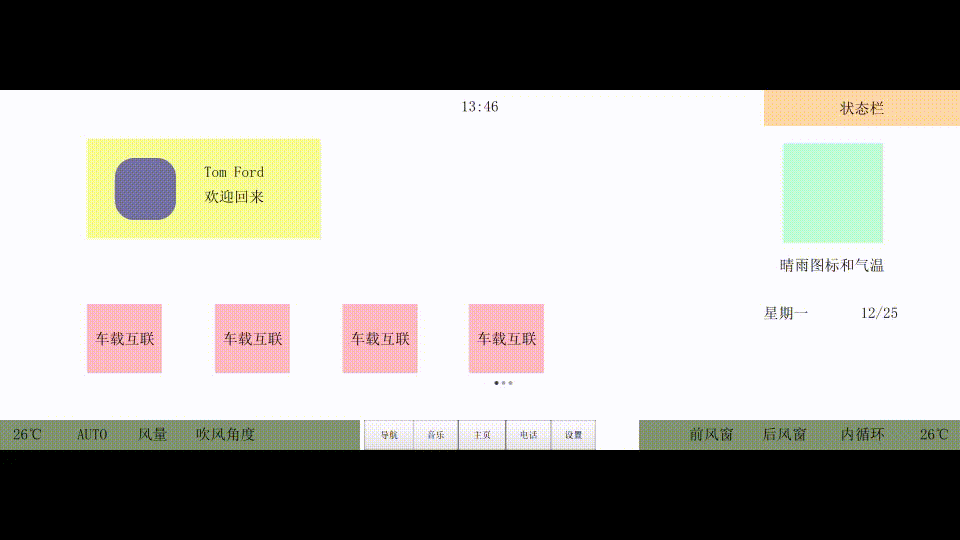 13:46
状态栏
Tom Ford
欢迎回来
晴雨图标和气温
星期一 12/25
车载互联 车载互联 车载互联 车载互联
26℃ AUTO 风量 吹风角度 导航 音乐 主页 电话 设置 前风窗 后风窗 内循环 26℃